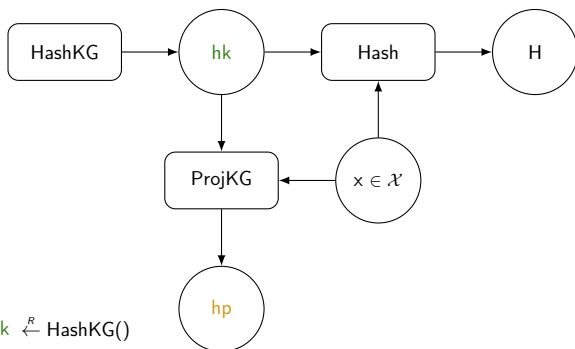 HashKG hk Hash H
ProjKG x ∈ 𝒳
hp
k ←R HashKG()